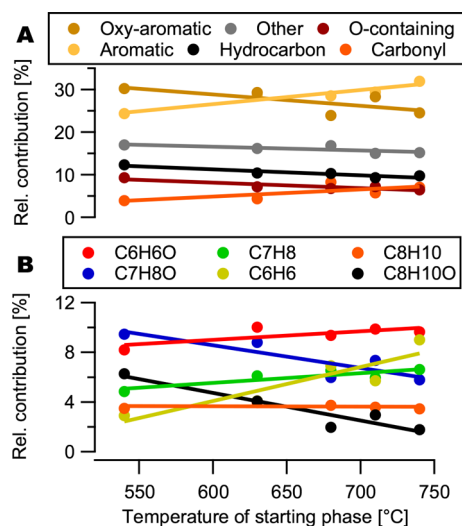 A
Oxy-aromatic Other O-containing
Aromatic Hydrocarbon Carbonyl
Rel. contribution [%]
30
20
10
0
B
C6H6O C7H8 C8H10
C7H8O C6H6 C8H10O
Rel. contribution [%]
12
8
4
0
550 600 650 700 750
Temperature of starting phase [°C]